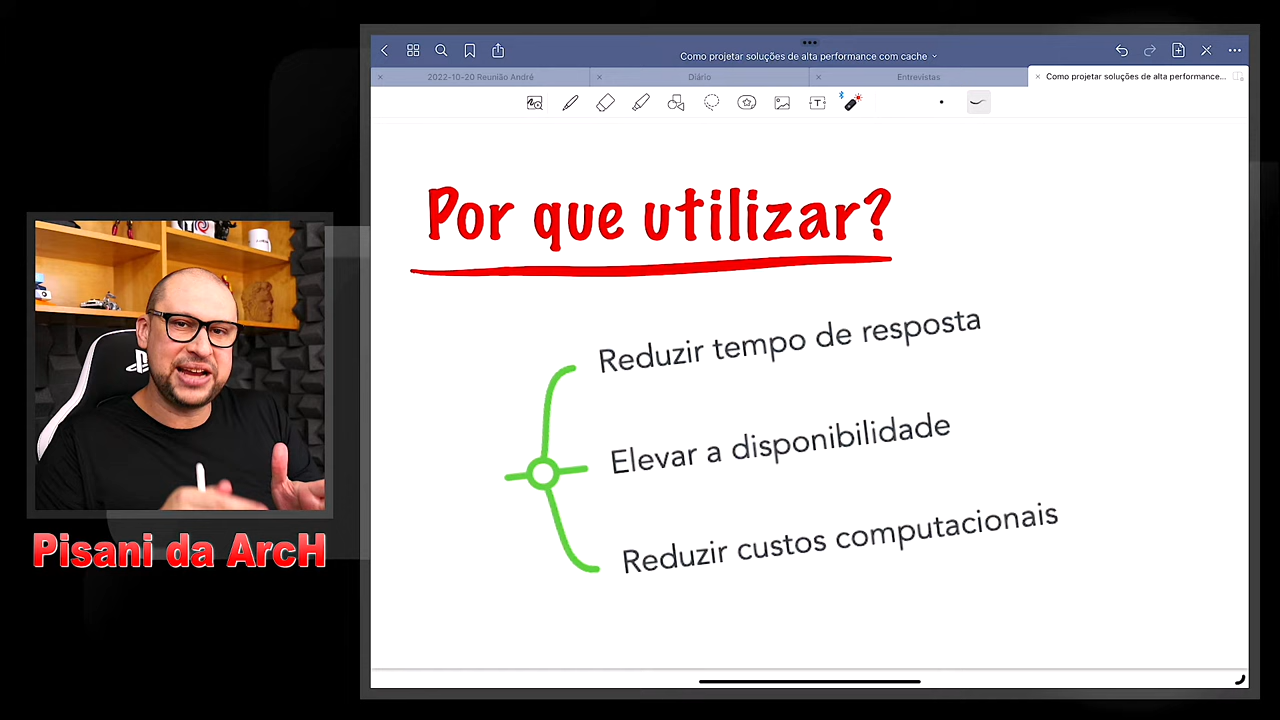 Como projetar soluções de alta performance com cache
2022-10-20 Reunião André
Diário
Entrevistas
Como projetar soluções de alta performance...
T
Por que utilizar?
Reduzir tempo de resposta
Elevar a disponibilidade
Reduzir custos computacionais
Pisani da ArcH